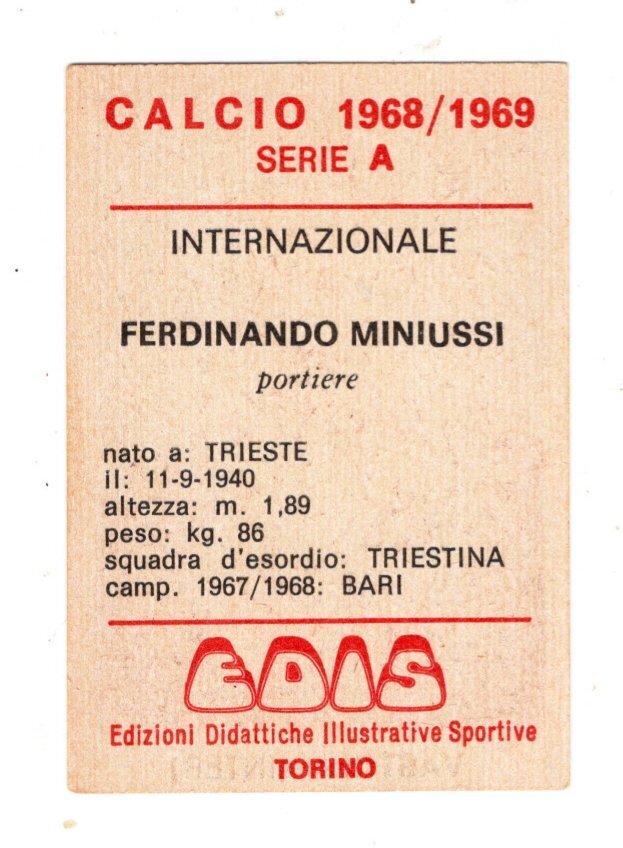 CALCIO 1968/1969
SERIE A
INTERNAZIONALE
FERDINANDO MINIUSSI
portiere
nato a: TRIESTE
il: 11-9-1940
altezza: m. 1,89
peso: kg. 86
squadra d'esordio: TRIESTINA
camp. 1967/1968: BARI
EDIS
Edizioni Didattiche Illustrative Sportive
TORINO